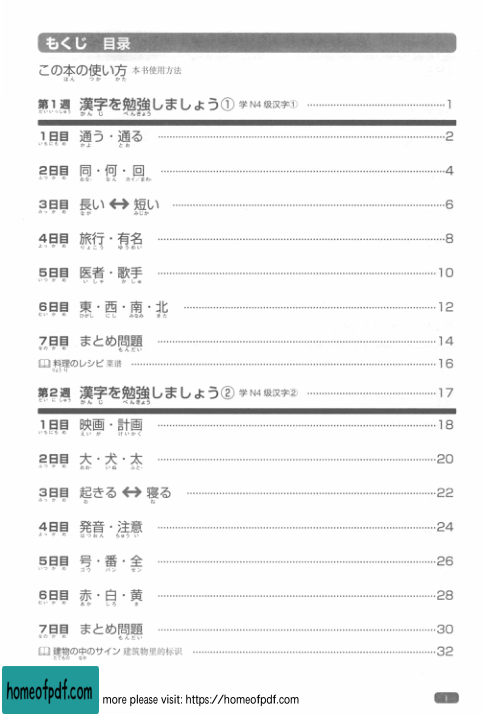 もくじ 目录
この本の使い方 本书使用方法
第1週 漢字を勉強しましょう① 学N4级汉字① 1
1日目 通う・通る 2
2日目 同・何・回 4
3日目 長い ↔ 短い 6
4日目 旅行・有名 8
5日目 医者・歌手 10
6日目 東・西・南・北 12
7日目 まとめ問題 14
料理のレシピ 菜谱 16
第2週 漢字を勉強しましょう② 学N4级汉字② 17
1日目 映画・計画 18
2日目 大・犬・太 20
3日目 起きる ↔ 寝る 22
4日目 発音・注意 24
5日目 号・番・全 26
6日目 赤・白・黄 28
7日目 まとめ問題 30
建物の中のサイン 建筑物里的标识 32
homeofpdf.com more please visit: https://homeofpdf.com